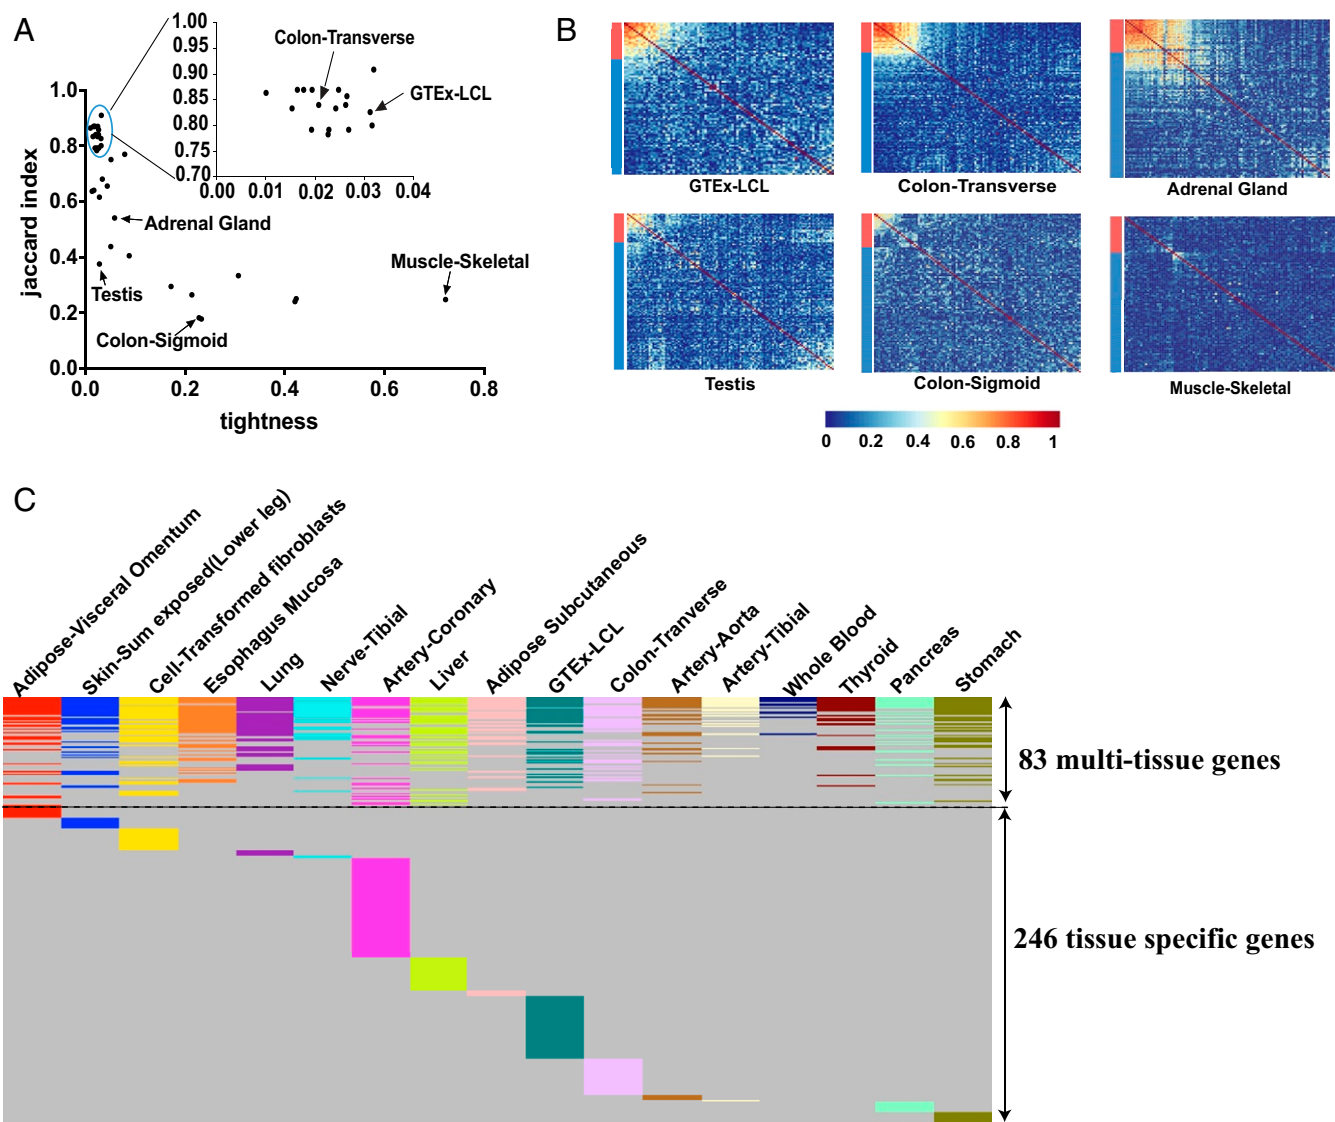 A
1.00
0.95
0.90
0.85
0.80
0.75
0.70
0.00 0.01 0.02 0.03 0.04
Colon-Transverse
GTEx-LCL
1.0
0.8
0.6
0.4
0.2
0.0
0.0 0.2 0.4 0.6 0.8
jaccard index
tightness
Adrenal Gland
Testis
Colon-Sigmoid
Muscle-Skeletal
B
GTEx-LCL
Colon-Transverse
Adrenal Gland
Testis
Colon-Sigmoid
Muscle-Skeletal
0 0.2 0.4 0.6 0.8 1
C
Adipose-Visceral Omentum
Skin-Sum exposed(Lower leg)
Cell-Transformed fibroblasts
Esophagus Mucosa
Lung
Nerve-Tibial
Artery-Coronary
Liver
Adipose Subcutaneous
GTEx-LCL
Colon-Tranverse
Artery-Aorta
Artery-Tibial
Whole Blood
Thyroid
Pancreas
Stomach
83 multi-tissue genes
246 tissue specific genes